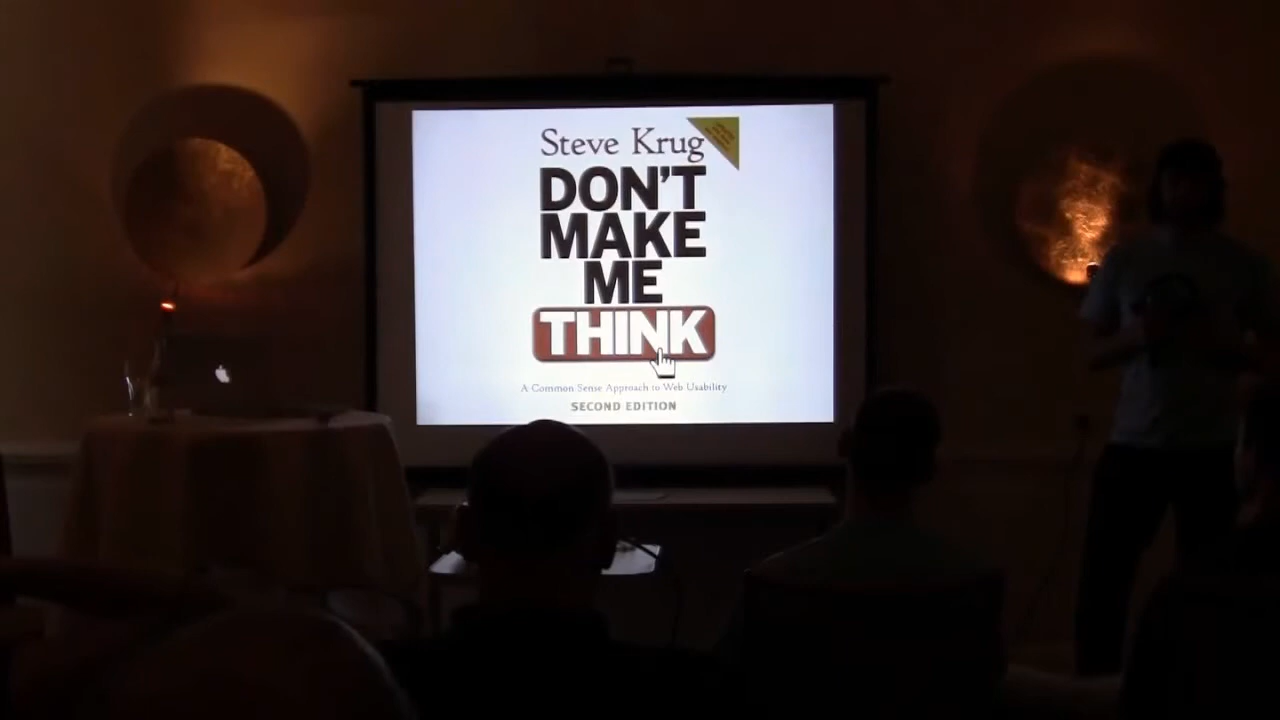 Steve Krug
DON'T
MAKE
ME
THINK
A Common Sense Approach to Web Usability
SECOND EDITION